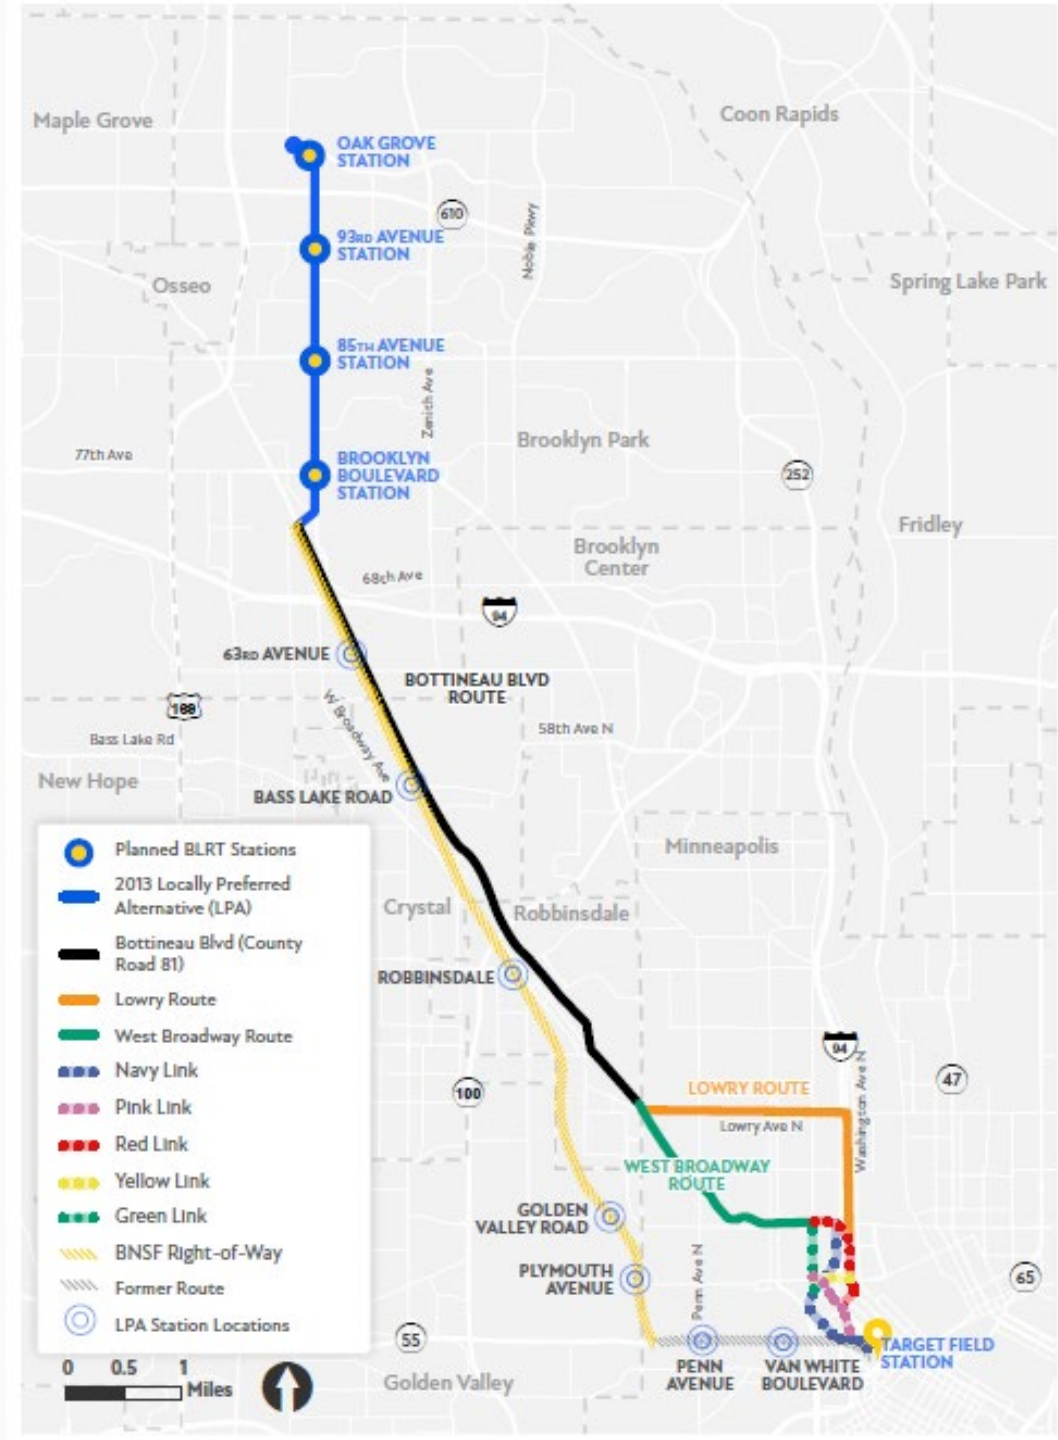 Maple Grove
Coon Rapids
OAK GROVE
STATION
610
Noble Pkwy
93RD AVENUE
STATION
Osseo
Spring Lake Park
85TH AVENUE
STATION
Zenith Ave
Brooklyn Park
77th Ave
BROOKLYN
BOULEVARD
STATION
252
Fridley
Brooklyn
Center
68th Ave
94
63RD AVENUE
BOTTINEAU BLVD
ROUTE
W Broadway Ave
58th Ave N
Bass Lake Rd
New Hope
BASS LAKE ROAD
Minneapolis
Crystal
Robbinsdale
ROBBINSDALE
94
Washington Ave N
47
100
LOWRY ROUTE
Lowry Ave N
WEST BROADWAY
ROUTE
GOLDEN
VALLEY ROAD
PLYMOUTH
AVENUE
Penn Ave N
65
55
TARGET FIELD
STATION
PENN
AVENUE
VAN WHITE
BOULEVARD
Golden Valley
Planned BLRT Stations
2013 Locally Preferred
Alternative (LPA)
Bottineau Blvd (County
Road 81)
Lowry Route
West Broadway Route
Navy Link
Pink Link
Red Link
Yellow Link
Green Link
BNSF Right-of-Way
Former Route
LPA Station Locations
0 0.5 1
Miles